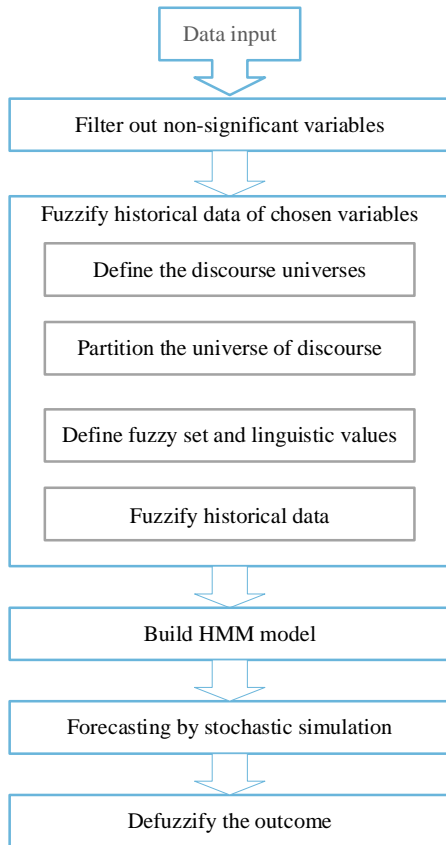 Data input
Filter out non-significant variables
Fuzzify historical data of chosen variables
Define the discourse universes
Partition the universe of discourse
Define fuzzy set and linguistic values
Fuzzify historical data
Build HMM model
Forecasting by stochastic simulation
Defuzzify the outcome